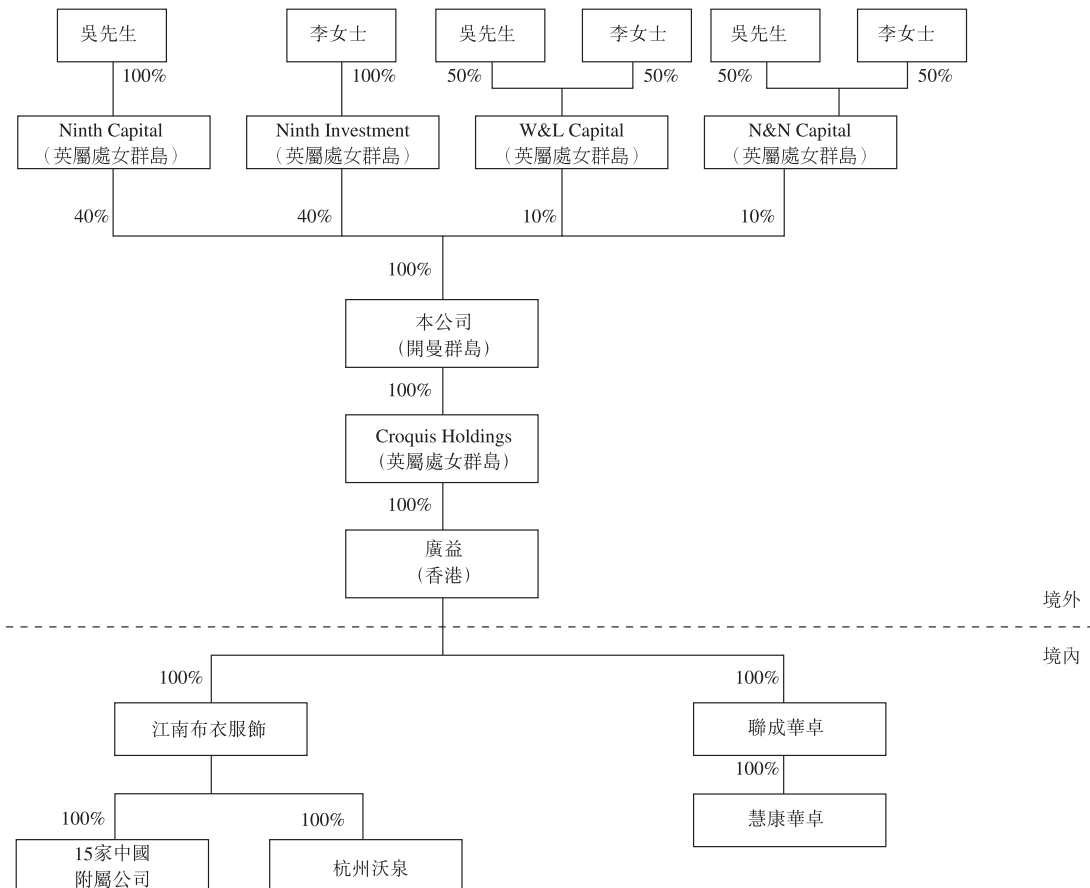 吳先生 李女士 吳先生 李女士 吳先生 李女士
100% 100% 50% 50% 50% 50%
Ninth Capital
（英屬處女群島）
Ninth Investment
（英屬處女群島）
W&L Capital
（英屬處女群島）
N&N Capital
（英屬處女群島）
40% 40% 10% 10%
100%
本公司
（開曼群島）
100%
Croquis Holdings
（英屬處女群島）
100%
廣益
（香港）
境外
境內
100% 100%
江南布衣服飾 聯成華卓
100%
慧康華卓
100% 100%
15家中國
附屬公司
杭州沃泉